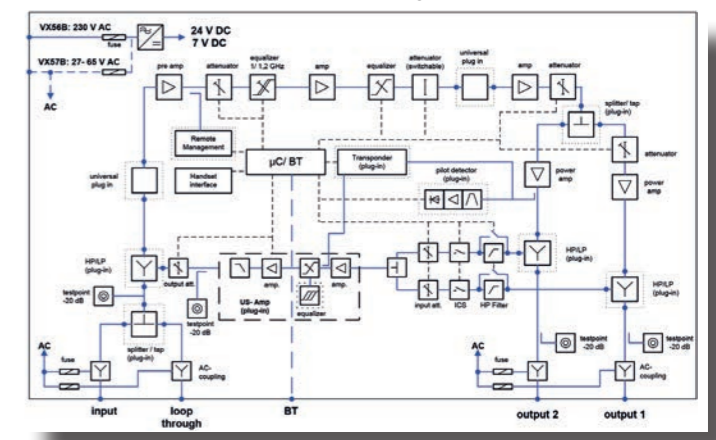 VX56B: 230 V AC
fuse
24 V DC
7 V DC
VX57B: 27- 65 V AC
AC
pre amp
attenuator
equalizer
1/ 1,2 GHz
amp
equalizer
attenuator
(switchable)
universal
plug in
amp
attenuator
splitter/ tap
(plug-in)
Remote
Management
µC/ BT
Transponder
(plug-in)
attenuator
Handset
interface
pilot detector
(plug-in)
universal
plug in
power
amp
power
amp
HP/LP
(plug-in)
output att.
amp.
amp.
US- Amp
(plug-in)
equalizer
input att.
ICS
HP Filter
HP/LP
(plug-in)
HP/LP
(plug-in)
testpoint
-20 dB
testpoint
-20 dB
splitter / tap
(plug-in)
testpoint
-20 dB
testpoint
-20 dB
AC
fuse
AC-
coupling
AC
fuse
AC-
coupling
input
loop
through
BT
output 2
output 1